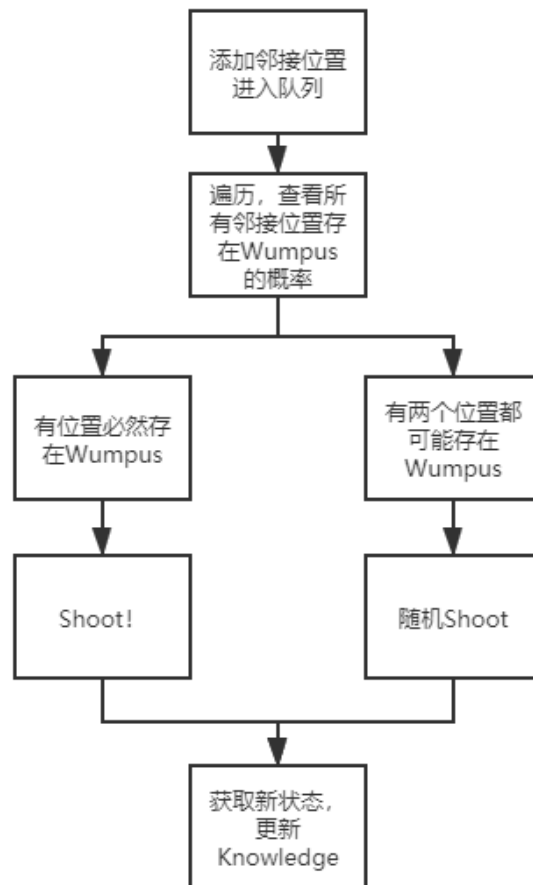 添加邻接位置
进入队列
遍历，查看所
有邻接位置存
在Wumpus
的概率
有位置必然存
在Wumpus
有两个位置都
可能存在
Wumpus
Shoot!
随机Shoot
获取新状态，
更新
Knowledge